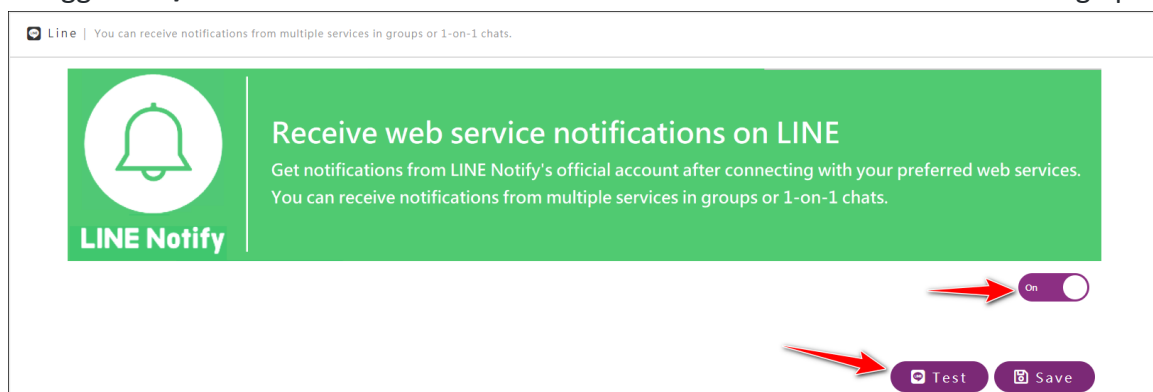 Line | You can receive notifications from multiple services in groups or 1-on-1 chats.
Receive web service notifications on LINE
Get notifications from LINE Notify's official account after connecting with your preferred web services.
You can receive notifications from multiple services in groups or 1-on-1 chats.
LINE Notify
On
Test
Save